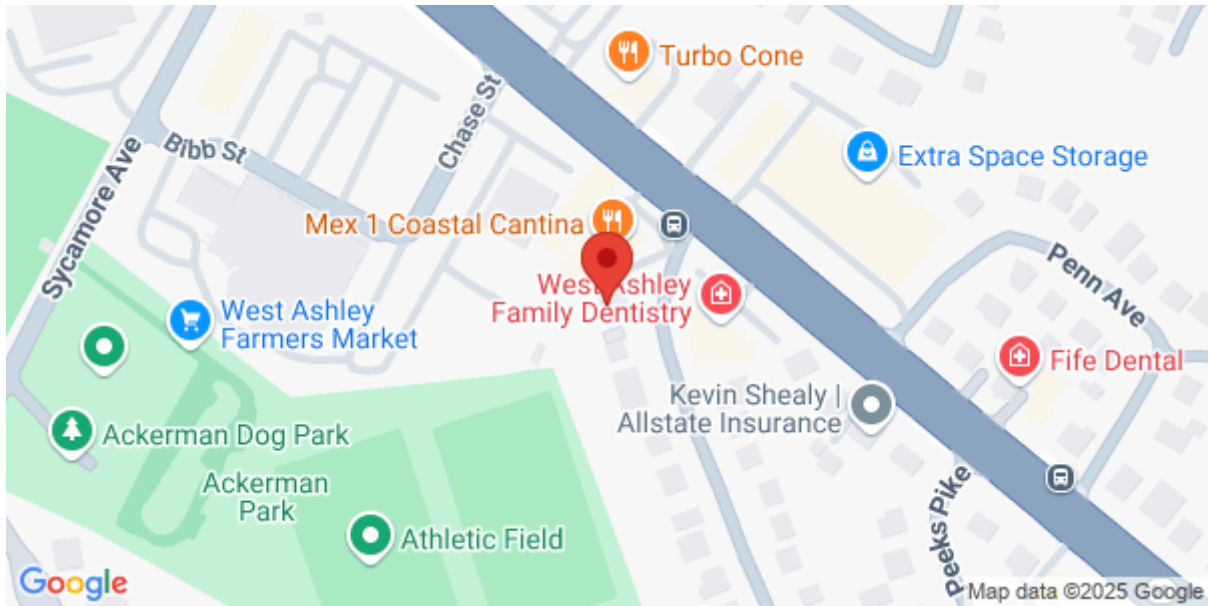 Turbo Cone
Chase St
Bibb St
Extra Space Storage
Sycamore Ave
Mex 1 Coastal Cantina
Penn Ave
West Ashley
Family Dentistry
West Ashley
Farmers Market
Fife Dental
Kevin Shealy |
Allstate Insurance
Ackerman Dog Park
Ackerman
Park
Peeks Pike
Athletic Field
Google
Map data ©2025 Google